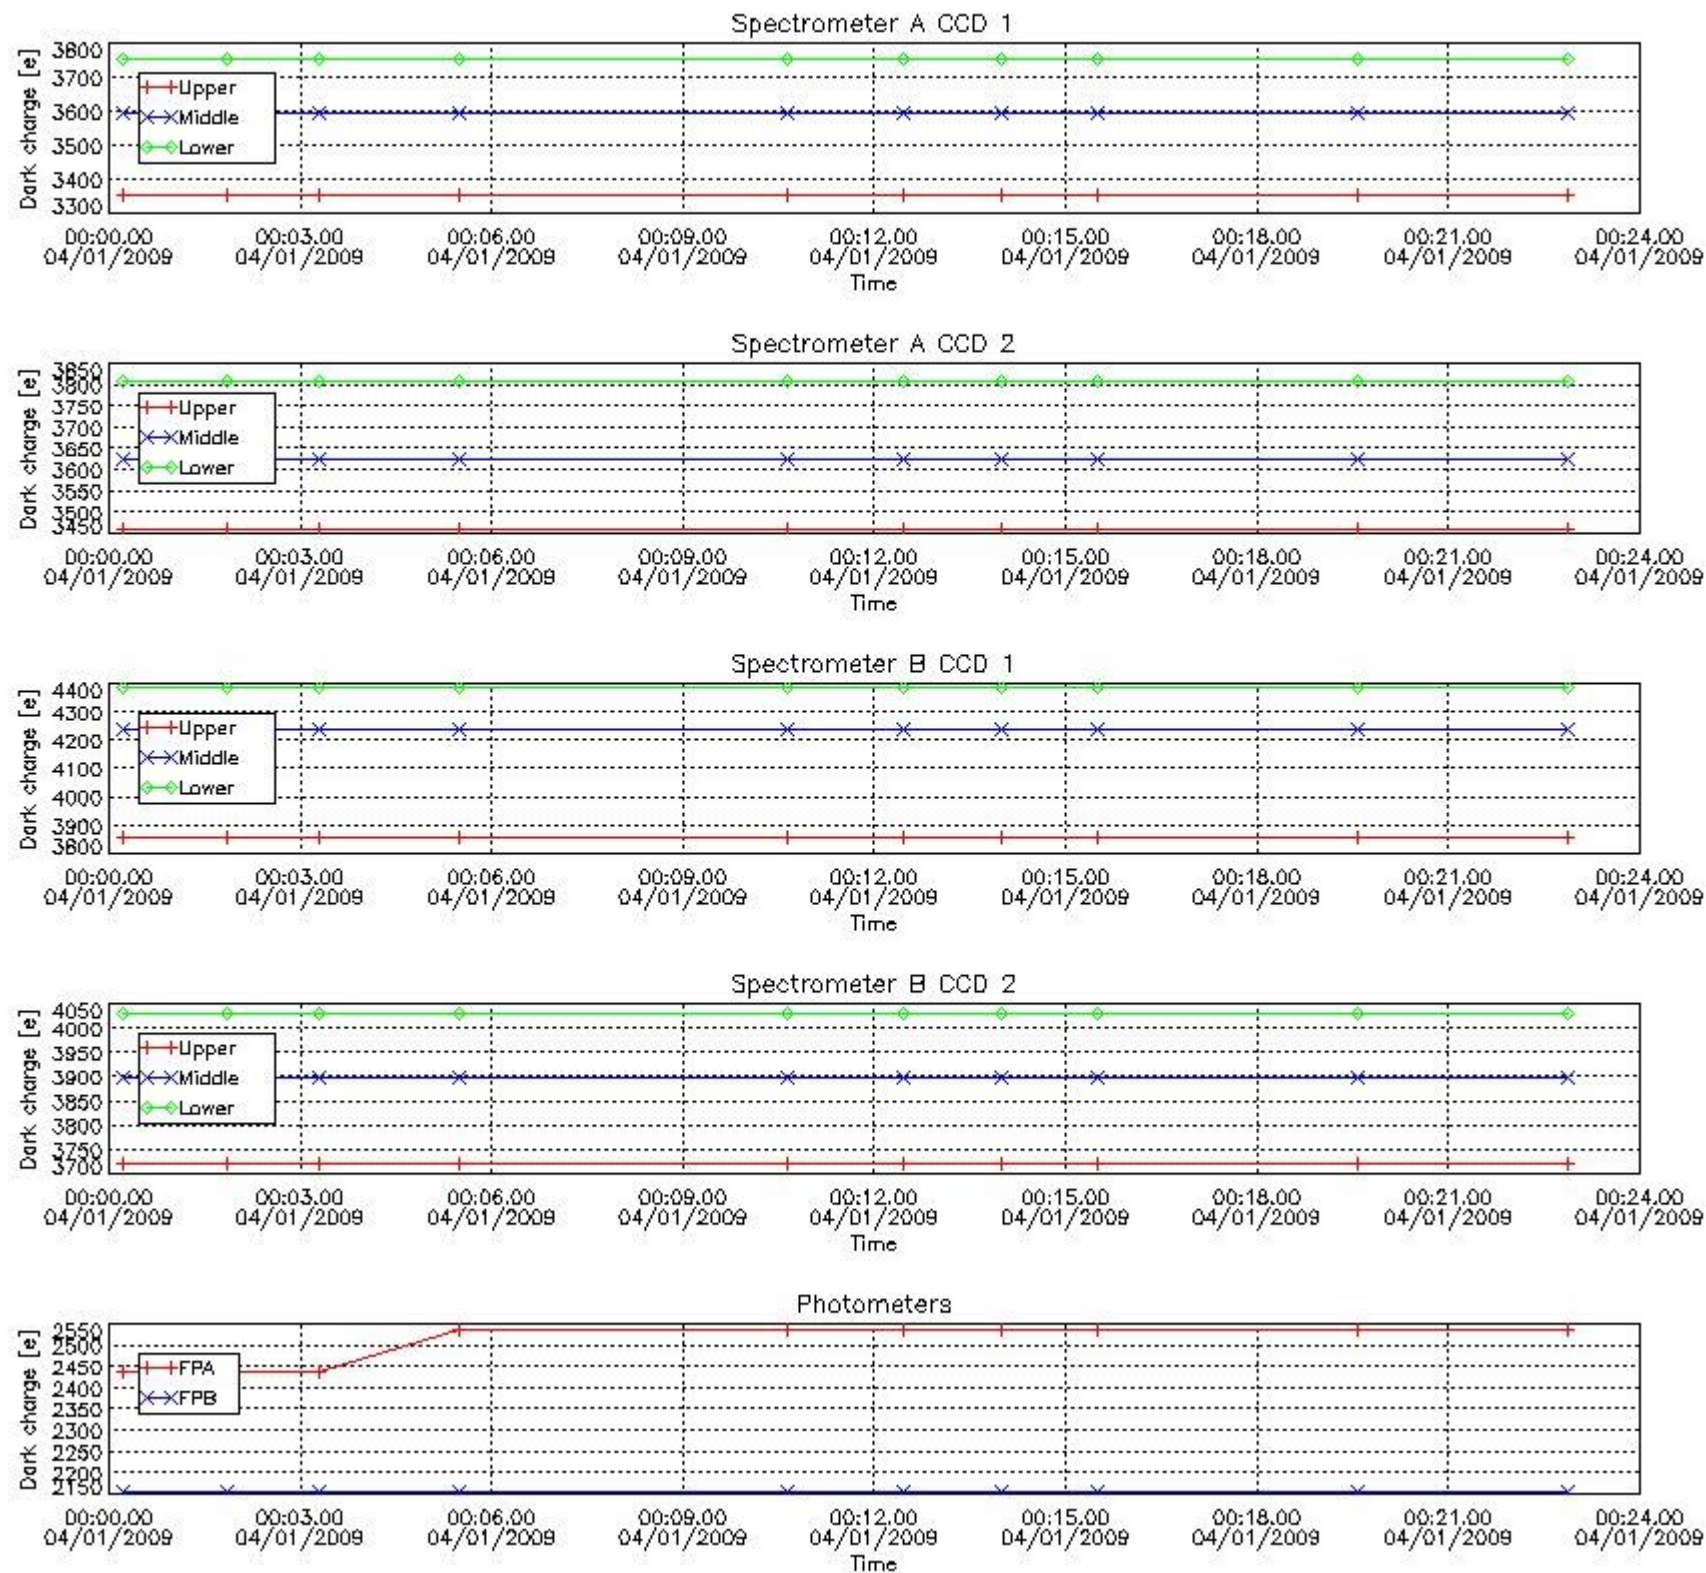 Spectrometer A CCD 1
Dark charge [e]
3800
3700
3600
3500
3400
3300
Upper
Middle
Lower
00:00.00 00:03.00 00:06.00 00:09.00 00:12.00 00:15.00 00:18.00 00:21.00 00:24.00
04/01/2009 04/01/2009 04/01/2009 04/01/2009 04/01/2009 04/01/2009 04/01/2009 04/01/2009 04/01/2009
Time
Spectrometer A CCD 2
Dark charge [e]
3850
3800
3750
3700
3650
3600
3550
3500
3450
Upper
Middle
Lower
00:00.00 00:03.00 00:06.00 00:09.00 00:12.00 00:15.00 00:18.00 00:21.00 00:24.00
04/01/2009 04/01/2009 04/01/2009 04/01/2009 04/01/2009 04/01/2009 04/01/2009 04/01/2009 04/01/2009
Time
Spectrometer B CCD 1
Dark charge [e]
4400
4300
4200
4100
4000
3900
3800
Upper
Middle
Lower
00:00.00 00:03.00 00:06.00 00:09.00 00:12.00 00:15.00 00:18.00 00:21.00 00:24.00
04/01/2009 04/01/2009 04/01/2009 04/01/2009 04/01/2009 04/01/2009 04/01/2009 04/01/2009 04/01/2009
Time
Spectrometer B CCD 2
Dark charge [e]
4050
4000
3950
3900
3850
3800
3750
3700
Upper
Middle
Lower
00:00.00 00:03.00 00:06.00 00:09.00 00:12.00 00:15.00 00:18.00 00:21.00 00:24.00
04/01/2009 04/01/2009 04/01/2009 04/01/2009 04/01/2009 04/01/2009 04/01/2009 04/01/2009 04/01/2009
Time
Photometers
Dark charge [e]
2550
2500
2450
2400
2350
2300
2250
2200
2150
FPA
FPB
00:00.00 00:03.00 00:06.00 00:09.00 00:12.00 00:15.00 00:18.00 00:21.00 00:24.00
04/01/2009 04/01/2009 04/01/2009 04/01/2009 04/01/2009 04/01/2009 04/01/2009 04/01/2009 04/01/2009
Time